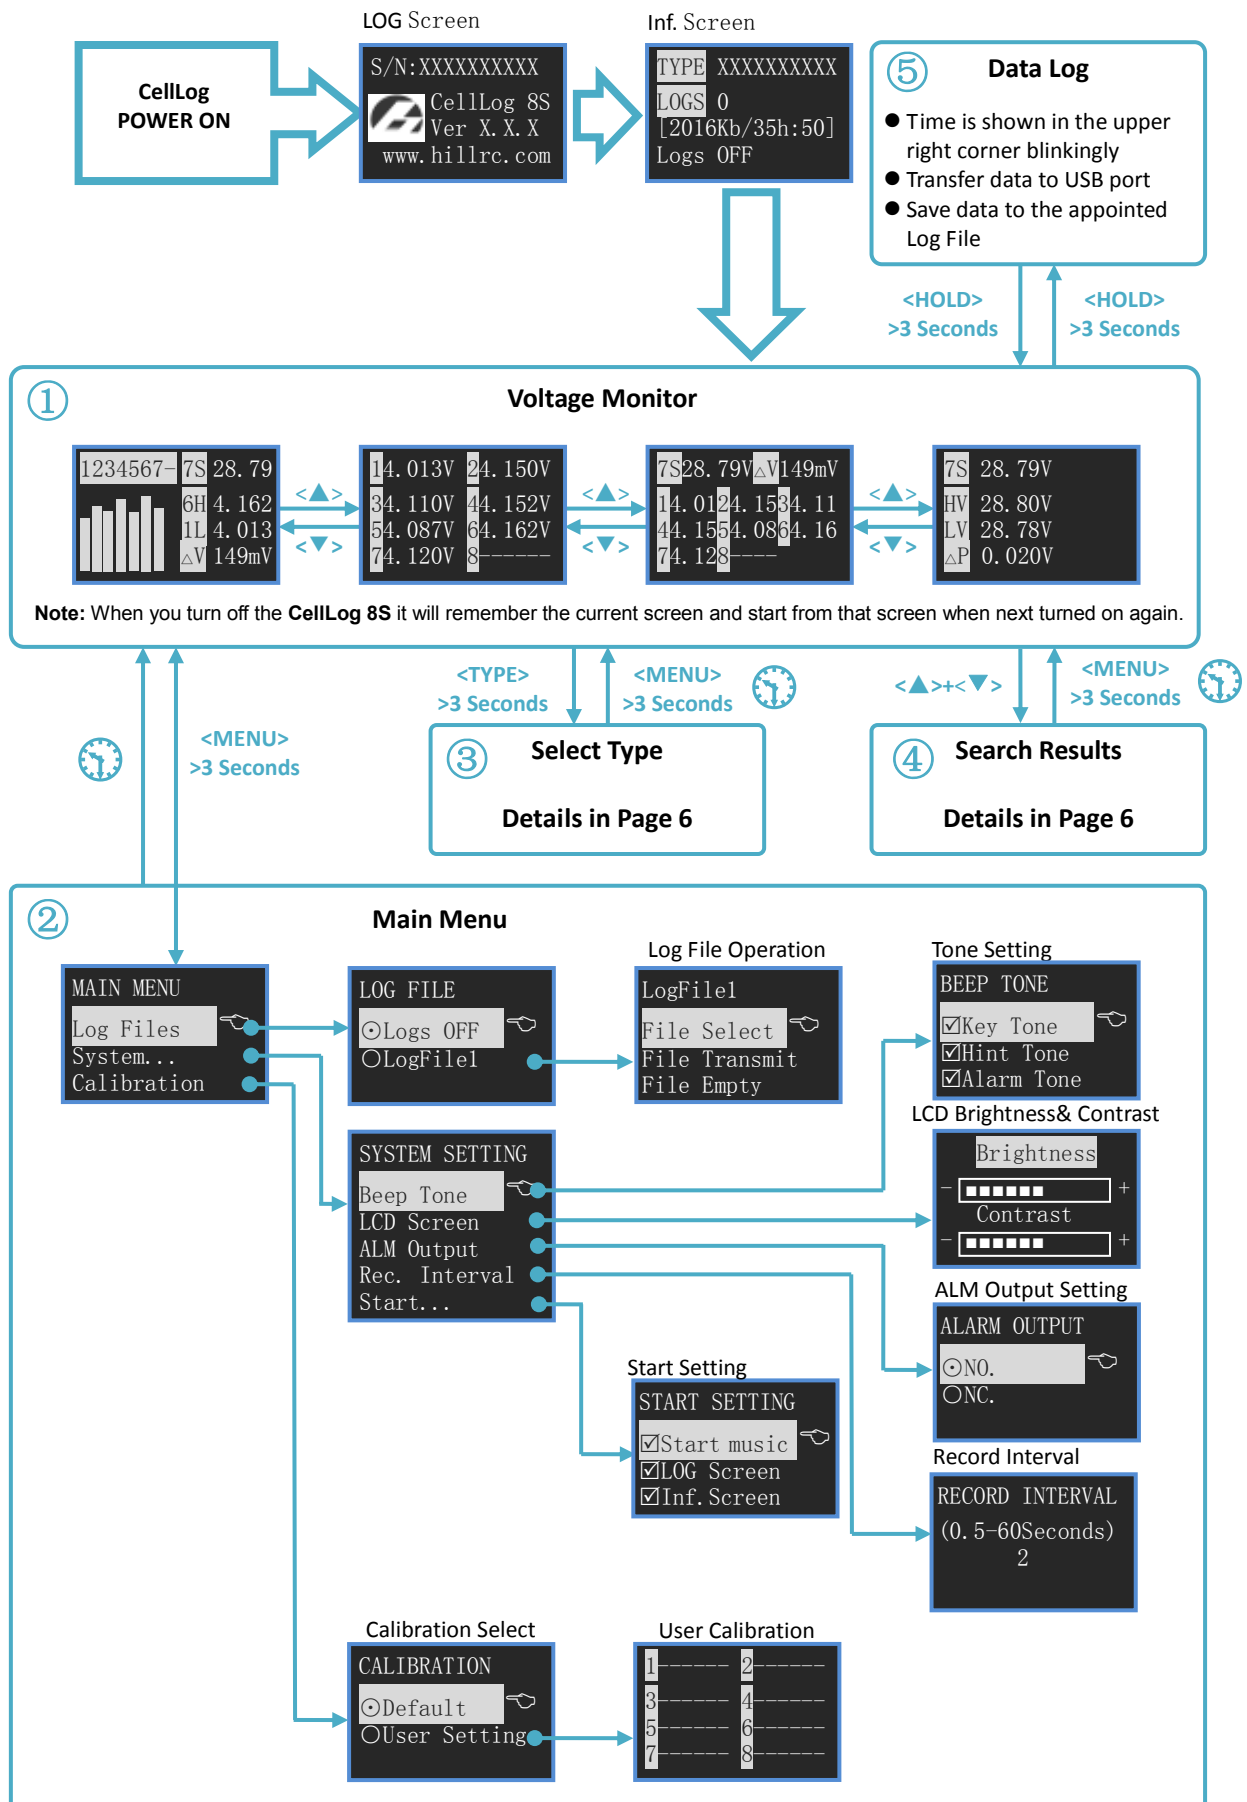 LOG Screen
Inf. Screen
CellLog
POWER ON
S/N:XXXXXXXXXX
CellLog 8S
Ver X.X.X
www.hillrc.com
TYPE XXXXXXXXXX
LOGS 0
[2016Kb/35h:50]
Logs OFF
⑤ Data Log
● Time is shown in the upper
right corner blinkingly
● Transfer data to USB port
● Save data to the appointed
Log File
<HOLD>
>3 Seconds
<HOLD>
>3 Seconds
① Voltage Monitor
1234567- 7S 28.79
6H 4.162
1L 4.013
△V 149mV
<▲>
<▼>
14.013V 24.150V
34.110V 44.152V
54.087V 64.162V
74.120V 8------
<▲>
<▼>
7S28.79V△V149mV
14.0124.1534.11
44.1554.0864.16
74.128----
<▲>
<▼>
7S 28.79V
HV 28.80V
LV 28.78V
△P 0.020V
Note: When you turn off the CellLog 8S it will remember the current screen and start from that screen when next turned on again.
<MENU>
>3 Seconds
<TYPE>
>3 Seconds
<MENU>
>3 Seconds
<▲>+<▼>
<MENU>
>3 Seconds
③ Select Type
Details in Page 6
④ Search Results
Details in Page 6
② Main Menu
MAIN MENU
Log Files
System...
Calibration
LOG FILE
⊙Logs OFF
○LogFile1
Log File Operation
LogFile1
File Select
File Transmit
File Empty
Tone Setting
BEEP TONE
☑Key Tone
☑Hint Tone
☑Alarm Tone
SYSTEM SETTING
Beep Tone
LCD Screen
ALM Output
Rec. Interval
Start...
LCD Brightness& Contrast
Brightness
- ■■■■■■ +
Contrast
- ■■■■■■ +
ALM Output Setting
ALARM OUTPUT
⊙NO.
○NC.
Start Setting
START SETTING
☑Start music
☑LOG Screen
☑Inf.Screen
Record Interval
RECORD INTERVAL
(0.5-60Seconds)
2
Calibration Select
CALIBRATION
⊙Default
○User Setting
User Calibration
1------ 2------
3------ 4------
5------ 6------
7------ 8------